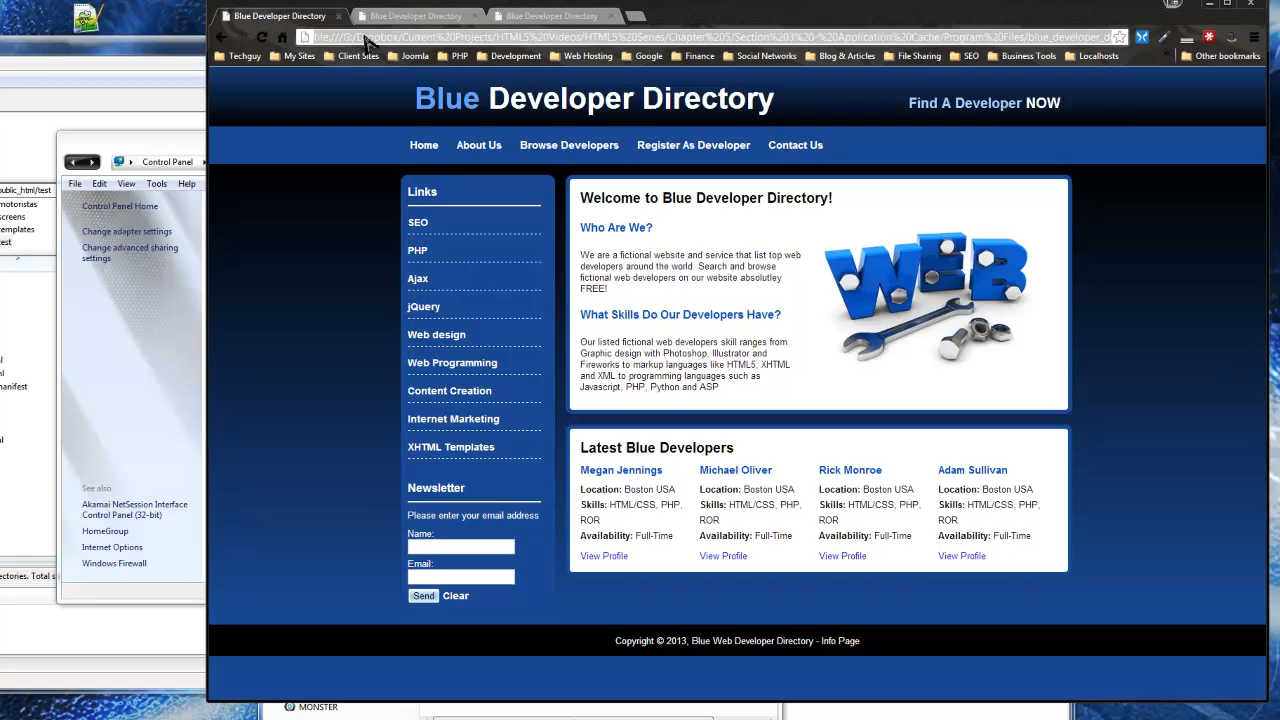 Blue Developer Directory
Blue Developer Directory
Blue Developer Directory
file:///G:/Dropbox/Current%20Projects/HTML5%20Videos/HTML5%20Series/Chapter%205/Section%203%20-%20Application%20Cache/Program%20Files/blue_developer_d
Techguy My Sites Client Sites Joomla PHP Development Web Hosting Google Finance Social Networks Blog & Articles File Sharing SEO Business Tools Localhosts Other bookmarks
Blue Developer Directory
Find A Developer NOW
Home About Us Browse Developers Register As Developer Contact Us
Links
SEO
PHP
Ajax
jQuery
Web design
Web Programming
Content Creation
Internet Marketing
XHTML Templates
Newsletter
Please enter your email address
Name:
Email:
Send Clear
Welcome to Blue Developer Directory!
Who Are We?
We are a fictional website and service that list top web
developers around the world. Search and browse
fictional web developers on our website absolutley
FREE!
What Skills Do Our Developers Have?
Our listed fictional web developers skill ranges from
Graphic design with Photoshop, Illustrator and
Fireworks to markup languages like HTML5, XHTML
and XML to programming languages such as
Javascript, PHP, Python and ASP
WEB
Latest Blue Developers
Megan Jennings
Location: Boston USA
Skills: HTML/CSS, PHP,
ROR
Availability: Full-Time
View Profile
Michael Oliver
Location: Boston USA
Skills: HTML/CSS, PHP,
ROR
Availability: Full-Time
View Profile
Rick Monroe
Location: Boston USA
Skills: HTML/CSS, PHP,
ROR
Availability: Full-Time
View Profile
Adam Sullivan
Location: Boston USA
Skills: HTML/CSS, PHP,
ROR
Availability: Full-Time
View Profile
Copyright © 2013, Blue Web Developer Directory - Info Page
Control Panel
File Edit View Tools Help
Control Panel Home
Change adapter settings
Change advanced sharing
settings
See also
Akamai NetSession Interface
Control Panel (32-bit)
HomeGroup
Internet Options
Windows Firewall
public_html/test
motoristas
screens
templates
test
manifest
ectories. Total s
MONSTER